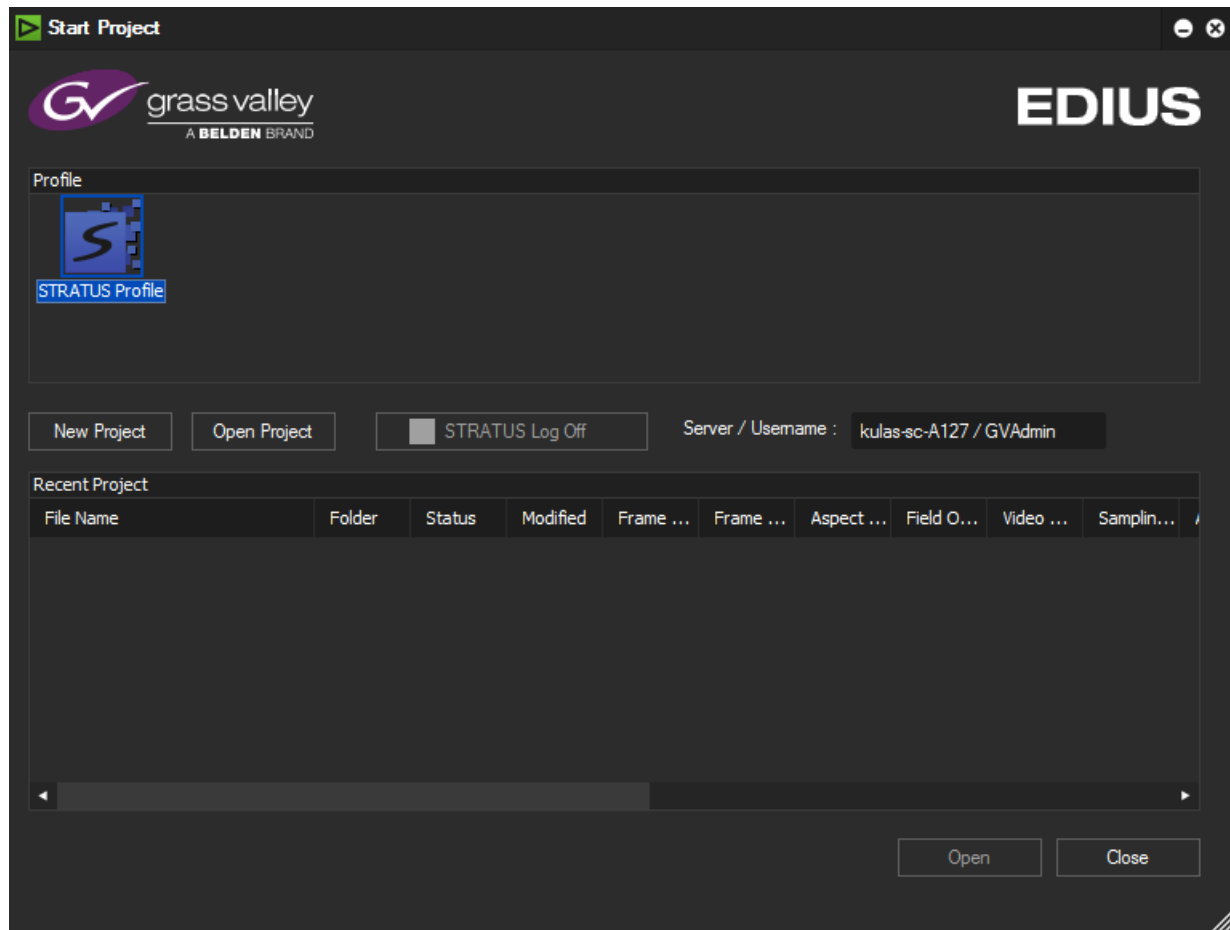 Start Project
GV grass valley
A BELDEN BRAND
EDIUS
Profile
S
STRATUS Profile
New Project
Open Project
STRATUS Log Off
Server / Username :
kulas-sc-A127 / GVAdmin
Recent Project
File Name Folder Status Modified Frame ... Frame ... Aspect ... Field O... Video ... Samplin...
Open
Close